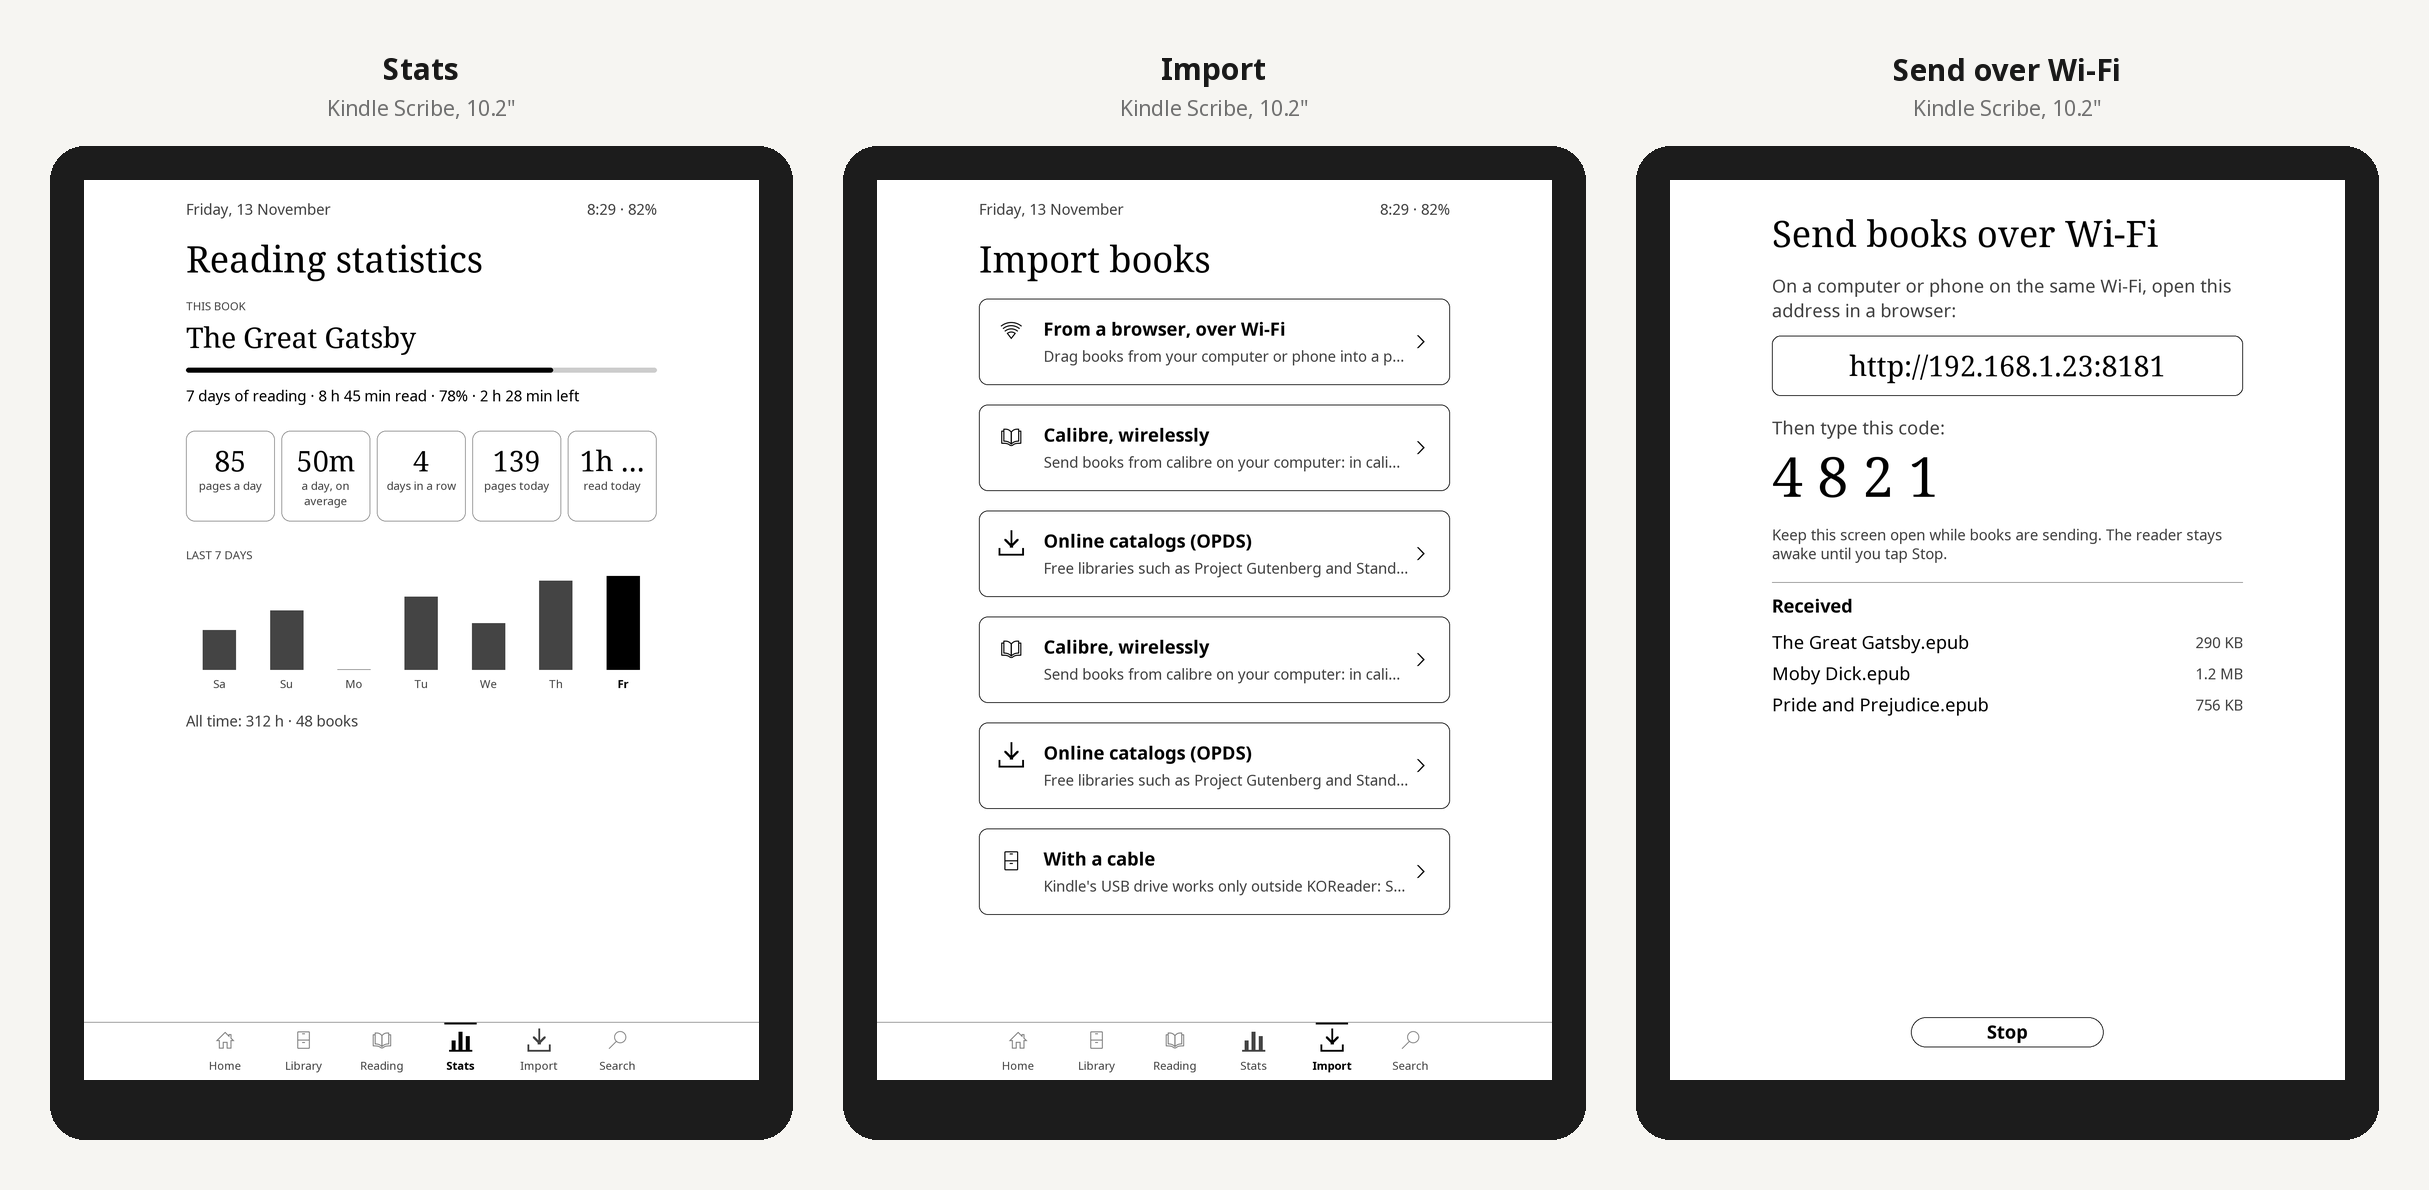 Stats
Kindle Scribe, 10.2"
Friday, 13 November
8:29 · 82%
Reading statistics
THIS BOOK
The Great Gatsby
7 days of reading · 8 h 45 min read · 78% · 2 h 28 min left
85
pages a day
50m
a day, on
average
4
days in a row
139
pages today
1h ...
read today
LAST 7 DAYS
Sa Su Mo Tu We Th Fr
All time: 312 h · 48 books
Home Library Reading Stats Import Search
Import
Kindle Scribe, 10.2"
Friday, 13 November
8:29 · 82%
Import books
From a browser, over Wi-Fi
Drag books from your computer or phone into a p...
Calibre, wirelessly
Send books from calibre on your computer: in cali...
Online catalogs (OPDS)
Free libraries such as Project Gutenberg and Stand...
Calibre, wirelessly
Send books from calibre on your computer: in cali...
Online catalogs (OPDS)
Free libraries such as Project Gutenberg and Stand...
With a cable
Kindle's USB drive works only outside KOReader: S...
Home Library Reading Stats Import Search
Send over Wi-Fi
Kindle Scribe, 10.2"
Send books over Wi-Fi
On a computer or phone on the same Wi-Fi, open this
address in a browser:
http://192.168.1.23:8181
Then type this code:
4 8 2 1
Keep this screen open while books are sending. The reader stays
awake until you tap Stop.
Received
The Great Gatsby.epub 290 KB
Moby Dick.epub 1.2 MB
Pride and Prejudice.epub 756 KB
Stop